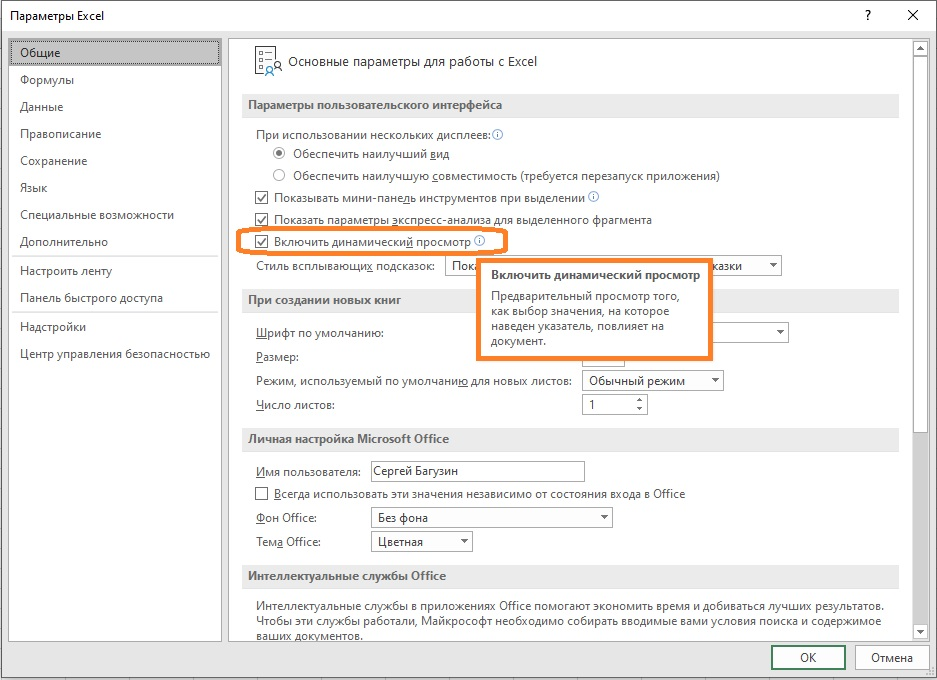 Параметры Excel
?
Общие
Формулы
Данные
Правописание
Сохранение
Язык
Специальные возможности
Дополнительно
Настроить ленту
Панель быстрого доступа
Надстройки
Центр управления безопасностью
Основные параметры для работы с Excel
Параметры пользовательского интерфейса
При использовании нескольких дисплеев:
Обеспечить наилучший вид
Обеспечить наилучшую совместимость (требуется перезапуск приложения)
Показывать мини-панель инструментов при выделении
Показать параметры экспресс-анализа для выделенного фрагмента
Включить динамический просмотр
Стиль всплывающих подсказок:
Включить динамический просмотр
Предварительный просмотр того,
как выбор значения, на которое
наведен указатель, повлияет на
документ.
При создании новых книг
Шрифт по умолчанию:
Размер:
Режим, используемый по умолчанию для новых листов: Обычный режим
Число листов: 1
Личная настройка Microsoft Office
Имя пользователя: Сергей Багузин
Всегда использовать эти значения независимо от состояния входа в Office
Фон Office: Без фона
Тема Office: Цветная
Интеллектуальные службы Office
Интеллектуальные службы в приложениях Office помогают экономить время и добиваться лучших результатов.
Чтобы эти службы работали, Майкрософт необходимо собирать вводимые вами условия поиска и содержимое
ваших документов.
ОК
Отмена